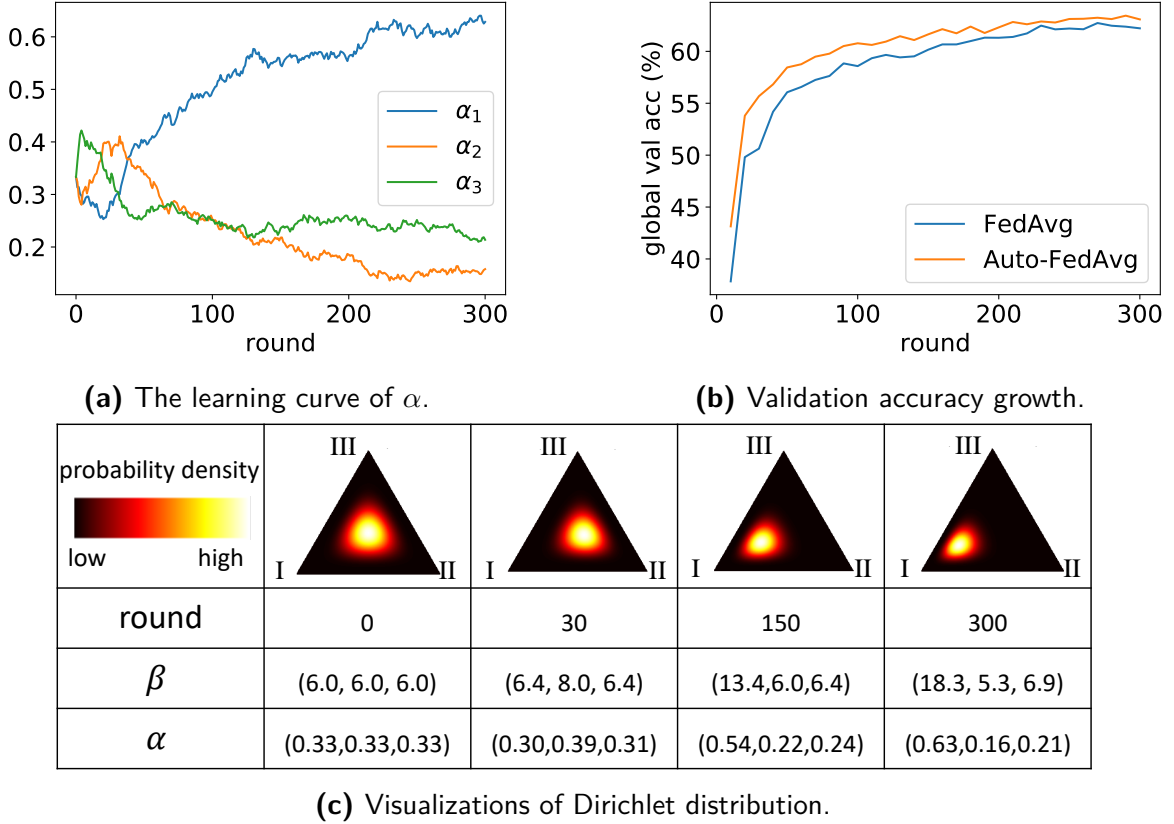 0.6
0.5
0.4
0.3
0.2
0
100
200
300
round
α1
α2
α3
global val acc (%)
60
55
50
45
40
0
100
200
300
round
FedAvg
Auto-FedAvg
(a) The learning curve of α.
(b) Validation accuracy growth.
probability density
low high
III
I II
III
I II
III
I II
III
I II
round 0 30 150 300
β (6.0, 6.0, 6.0) (6.4, 8.0, 6.4) (13.4,6.0,6.4) (18.3, 5.3, 6.9)
α (0.33,0.33,0.33) (0.30,0.39,0.31) (0.54,0.22,0.24) (0.63,0.16,0.21)
(c) Visualizations of Dirichlet distribution.